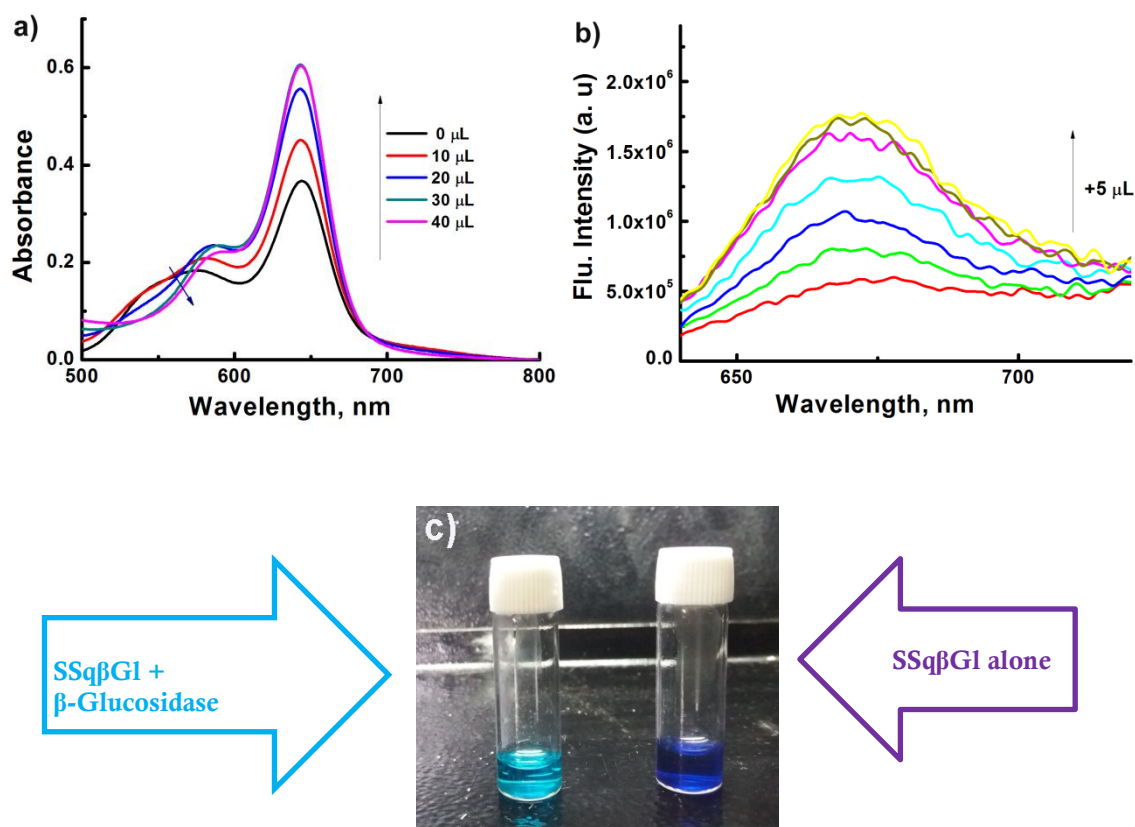 a)
Absorbance
0.6
0.4
0.2
0.0
500
600
700
800
Wavelength, nm
0 μL
10 μL
20 μL
30 μL
40 μL
b)
Flu. Intensity (a. u)
2.0x10⁶
1.5x10⁶
1.0x10⁶
5.0x10⁵
0.0
650
700
Wavelength, nm
+5 μL
c)
SSqβGl +
β-Glucosidase
SSqβGl alone